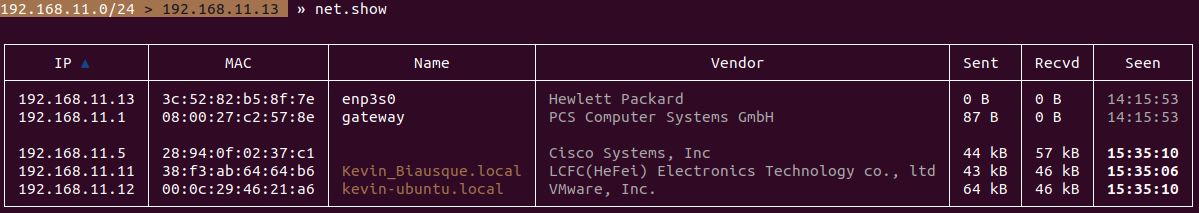 192.168.11.0/24 > 192.168.11.13 » net.show
IP ▲ MAC Name Vendor Sent Recvd Seen
192.168.11.13 3c:52:82:b5:8f:7e enp3s0 Hewlett Packard 0 B 0 B 14:15:53
192.168.11.1 08:00:27:c2:57:8e gateway PCS Computer Systems GmbH 87 B 0 B 14:15:53
192.168.11.5 28:94:0f:02:37:c1 Cisco Systems, Inc 44 kB 57 kB 15:35:10
192.168.11.11 38:f3:ab:64:64:b6 Kevin_Biausque.local LCFC(HeFei) Electronics Technology co., ltd 43 kB 46 kB 15:35:06
192.168.11.12 00:0c:29:46:21:a6 kevin-ubuntu.local VMware, Inc. 64 kB 46 kB 15:35:10